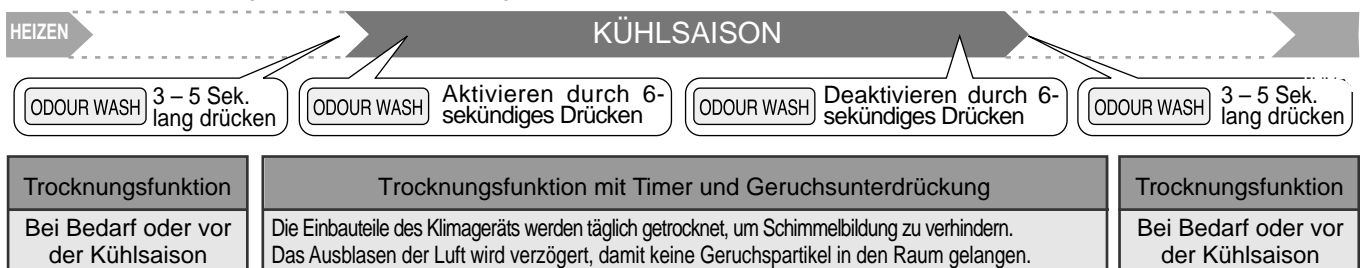 HEIZEN
KÜHLSAISON
ODOUR WASH 3 – 5 Sek. lang drücken
ODOUR WASH Aktivieren durch 6-sekündiges Drücken
ODOUR WASH Deaktivieren durch 6-sekündiges Drücken
ODOUR WASH 3 – 5 Sek. lang drücken
Trocknungsfunktion
Bei Bedarf oder vor
der Kühlsaison
Trocknungsfunktion mit Timer und Geruchsunterdrückung
Die Einbauteile des Klimageräts werden täglich getrocknet, um Schimmelbildung zu verhindern.
Das Ausblasen der Luft wird verzögert, damit keine Geruchspartikel in den Raum gelangen.
Trocknungsfunktion
Bei Bedarf oder vor
der Kühlsaison